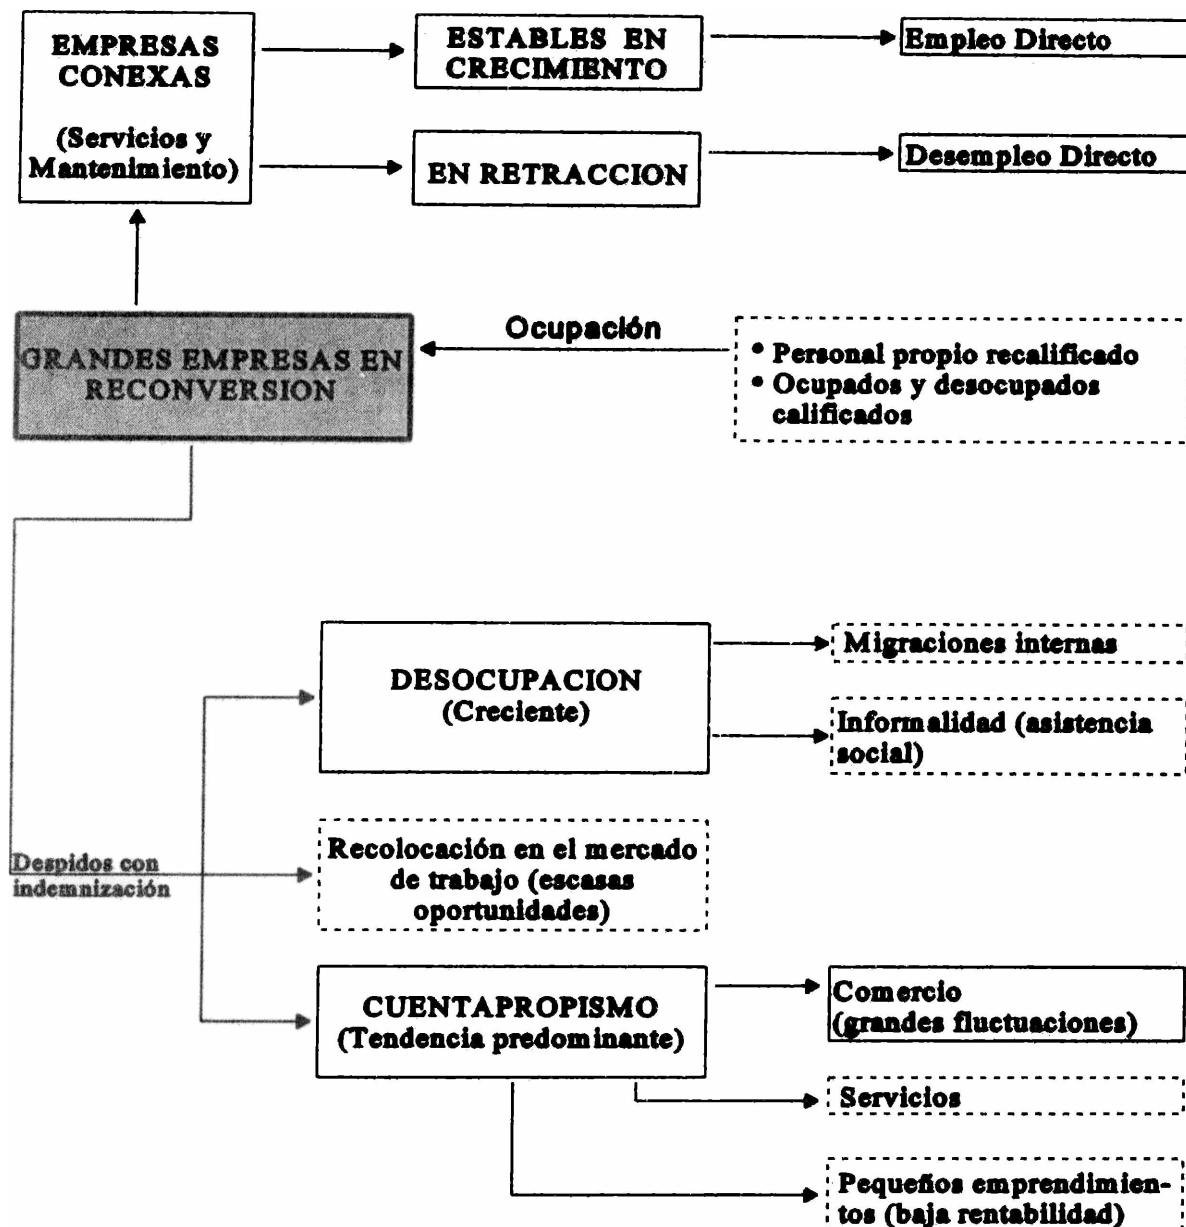 EMPRESAS
CONEXAS
(Servicios y
Mantenimiento)
ESTABLES EN
CRECIMIENTO
Empleo Directo
EN RETRACCION
Desempleo Directo
GRANDES EMPRESAS EN
RECONVERSION
Ocupación
• Personal propio recalificado
• Ocupados y desocupados
calificados
DESOCUPACION
(Creciente)
Migraciones internas
Informalidad (asistencia
social)
Despidos con
indemnización
Recolocación en el mercado
de trabajo (escasas
oportunidades)
CUENTAPROPISMO
(Tendencia predominante)
Comercio
(grandes fluctuaciones)
Servicios
Pequeños emprendimien-
tos (baja rentabilidad)